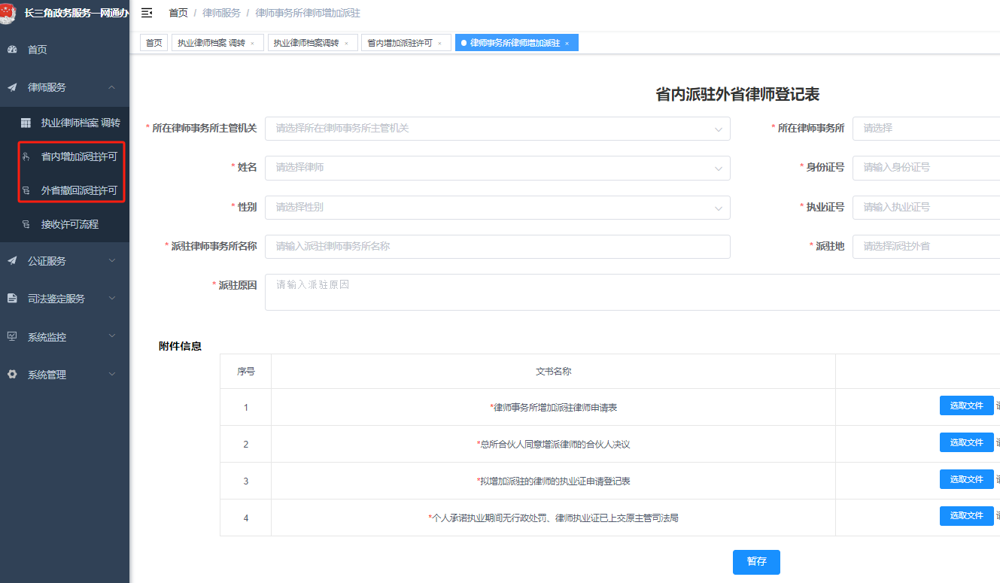 长三角政务服务一网通办
首页 / 律师服务 / 律师事务所律师增加派驻
首页
执业律师档案 调转 ×
执业律师档案调转 ×
省内增加派驻许可 ×
律师事务所律师增加派驻 ×
首页
律师服务
执业律师档案 调转
省内增加派驻许可
外省撤回派驻许可
接收许可流程
公证服务
司法鉴定服务
系统监控
系统管理
省内派驻外省律师登记表
* 所在律师事务所主管机关 请选择所在律师事务所主管机关
* 所在律师事务所 请选择
* 姓名 请选择律师
* 身份证号 请输入身份证号
* 性别 请选择性别
* 执业证号 请输入执业证号
* 派驻律师事务所名称 请输入派驻律师事务所名称
* 派驻地 请选择派驻外省
* 派驻原因 请输入派驻原因
附件信息
序号 文书名称
1 *律师事务所增加派驻律师申请表 选取文件
2 *总所合伙人同意增派律师的合伙人决议 选取文件
3 *拟增加派驻的律师的执业证申请登记表 选取文件
4 *个人承诺执业期间无行政处罚、律师执业证已上交原主管司法局 选取文件
暂存